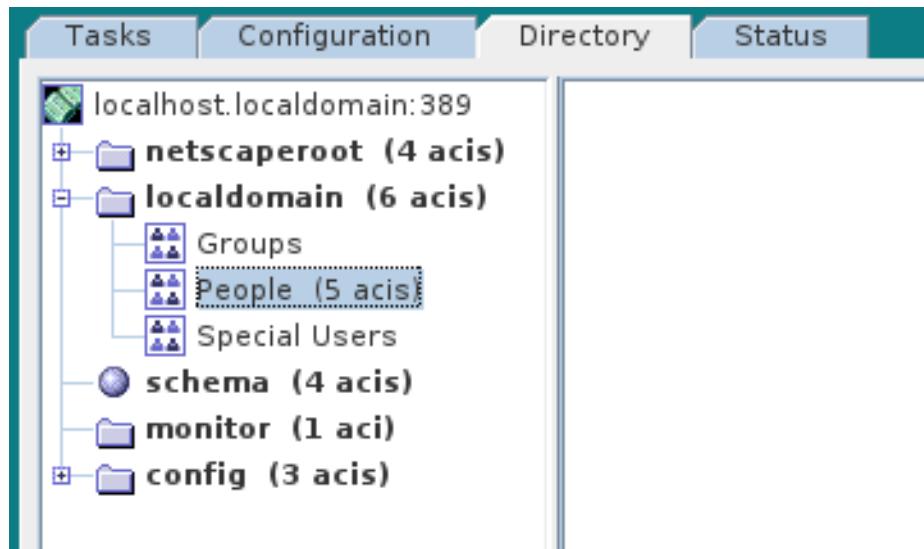 Tasks Configuration Directory Status
localhost.localdomain:389
netscaperoot (4 acis)
localdomain (6 acis)
Groups
People (5 acis)
Special Users
schema (4 acis)
monitor (1 aci)
config (3 acis)